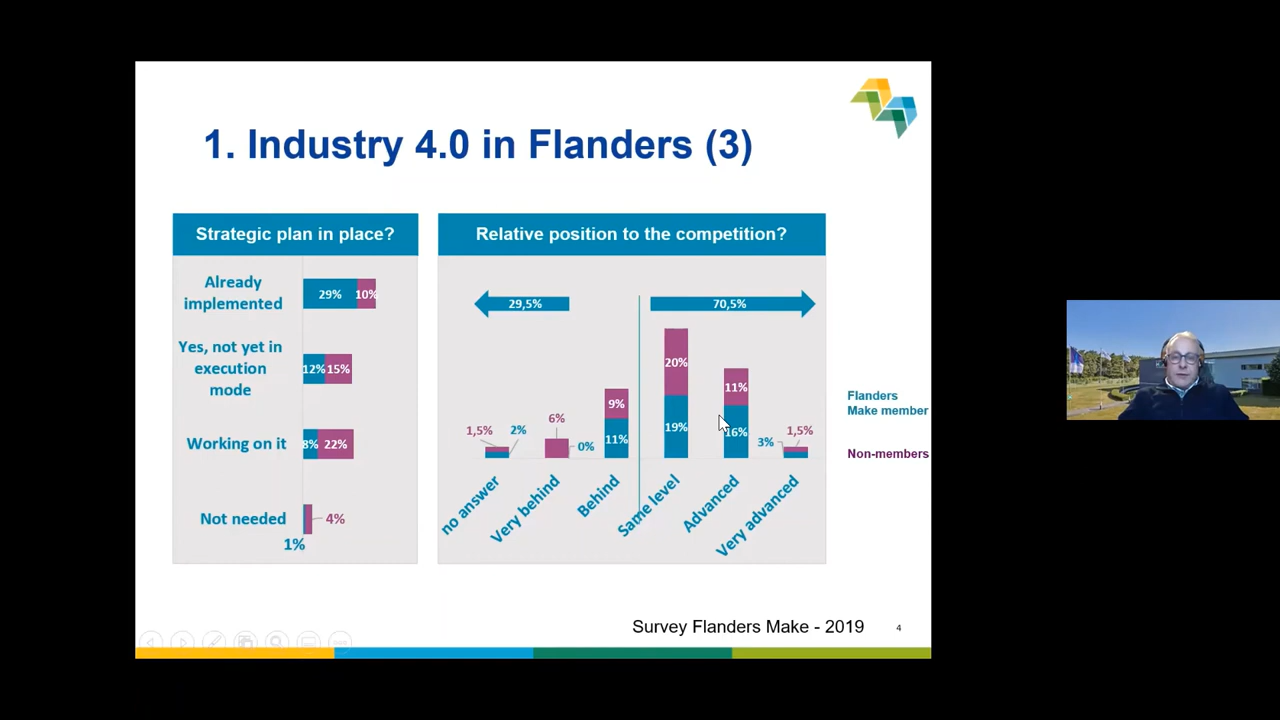 1. Industry 4.0 in Flanders (3)
Strategic plan in place?
Already
implemented
29% 10%
Yes, not yet in
execution
mode
12% 15%
Working on it
8% 22%
Not needed
4%
1%
Relative position to the competition?
29,5%
70,5%
1,5% 2%
6%
0%
9%
11%
20%
19%
11%
16%
3% 1,5%
no answer
Very behind
Behind
Same level
Advanced
Very advanced
Flanders
Make member
Non-members
Survey Flanders Make - 2019
4